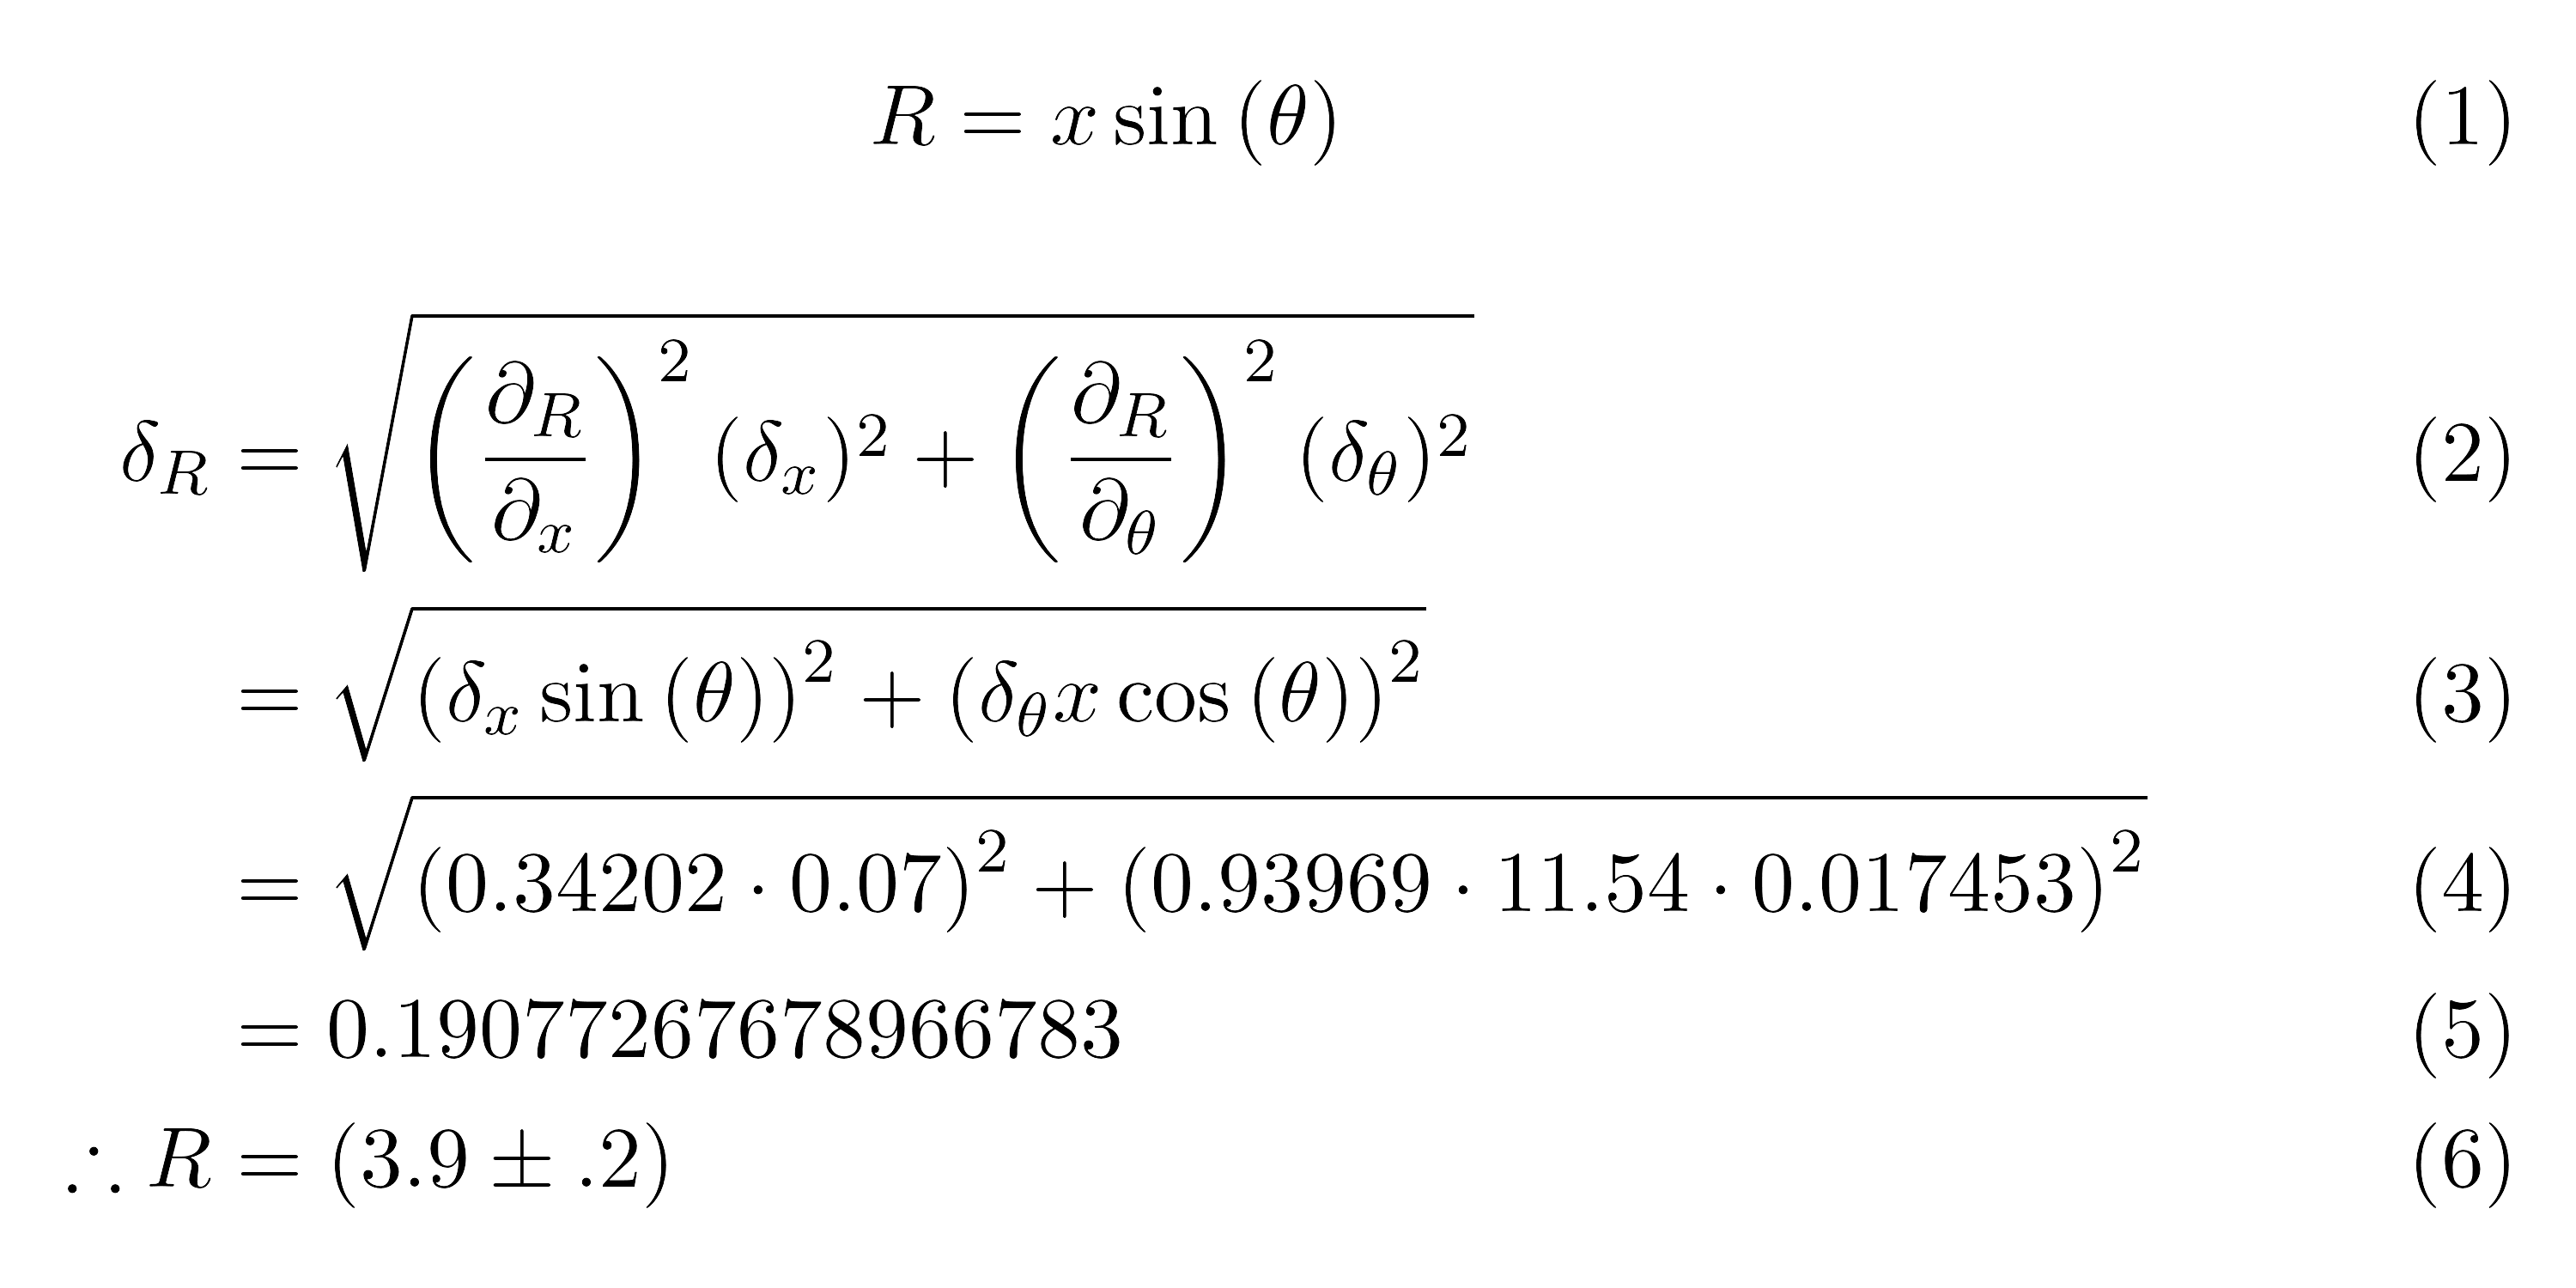 R = x sin (θ) (1)
δ_R = √((∂_R/∂_x)² (δ_x)² + (∂_R/∂_θ)² (δ_θ)²) (2)
= √((δ_x sin (θ))² + (δ_θ x cos (θ))²) (3)
= √((0.34202 · 0.07)² + (0.93969 · 11.54 · 0.017453)²) (4)
= 0.19077267678966783 (5)
∴ R = (3.9 ± .2) (6)